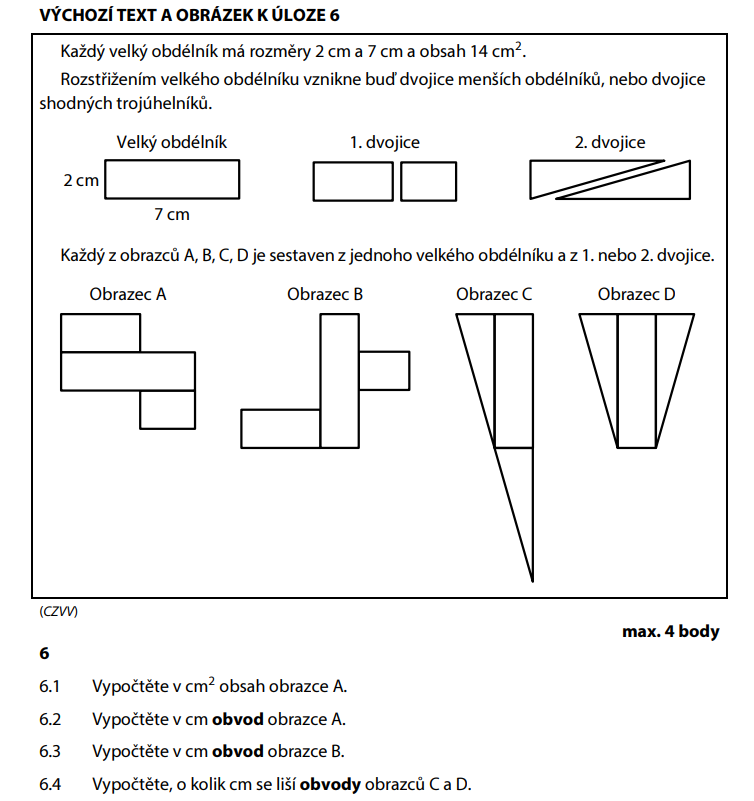 VÝCHOZÍ TEXT A OBRÁZEK K ÚLOZE 6
Každý velký obdélník má rozměry 2 cm a 7 cm a obsah 14 cm².
Rozstřižením velkého obdélníku vznikne buď dvojice menších obdélníků, nebo dvojice
shodných trojúhelníků.
Velký obdélník 1. dvojice 2. dvojice
2 cm
7 cm
Každý z obrazců A, B, C, D je sestaven z jednoho velkého obdélníku a z 1. nebo 2. dvojice.
Obrazec A Obrazec B Obrazec C Obrazec D
(CZVV)
max. 4 body
6
6.1 Vypočtěte v cm² obsah obrazce A.
6.2 Vypočtěte v cm obvod obrazce A.
6.3 Vypočtěte v cm obvod obrazce B.
6.4 Vypočtěte, o kolik cm se liší obvody obrazců C a D.